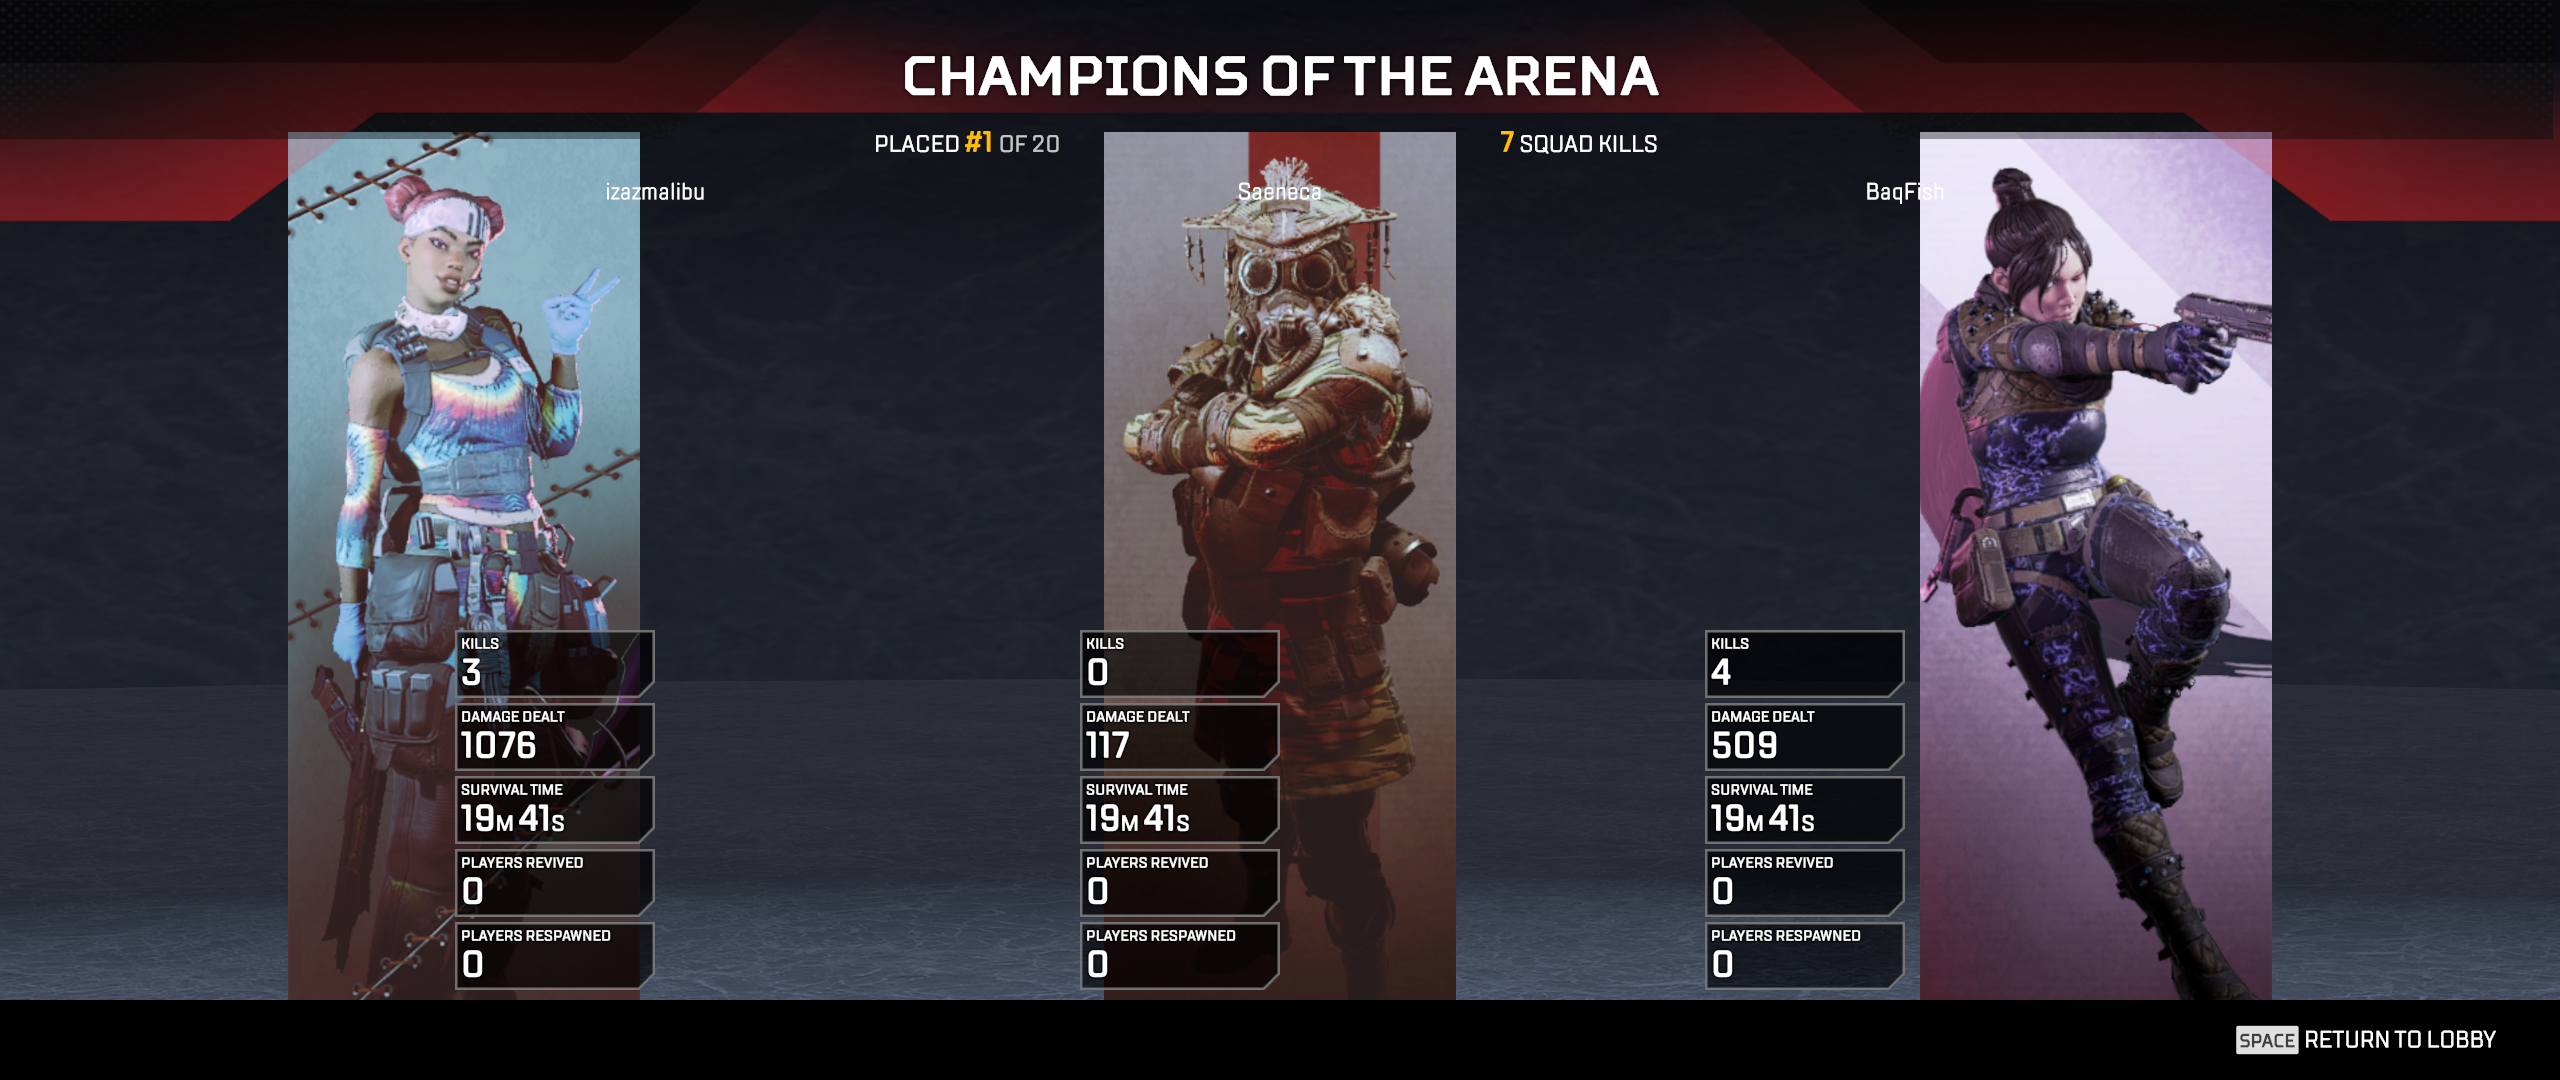 CHAMPIONS OF THE ARENA
PLACED #1 OF 20
7 SQUAD KILLS
izazmalibu
Saeneca
BaqFish
KILLS
3
DAMAGE DEALT
1076
SURVIVAL TIME
19M 41S
PLAYERS REVIVED
0
PLAYERS RESPAWNED
0
KILLS
0
DAMAGE DEALT
117
SURVIVAL TIME
19M 41S
PLAYERS REVIVED
0
PLAYERS RESPAWNED
0
KILLS
4
DAMAGE DEALT
509
SURVIVAL TIME
19M 41S
PLAYERS REVIVED
0
PLAYERS RESPAWNED
0
SPACE RETURN TO LOBBY